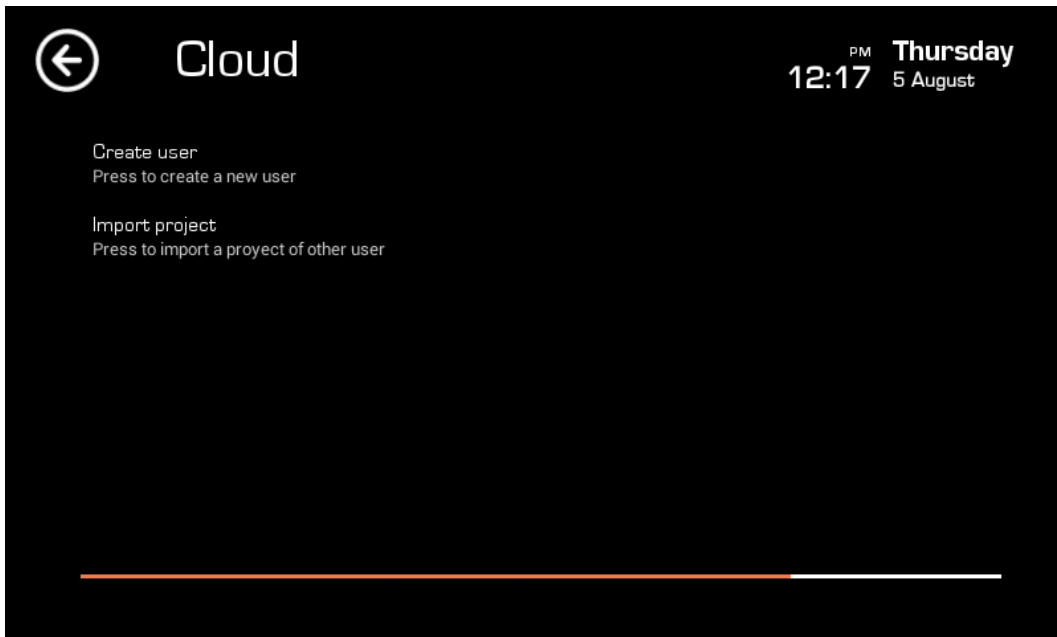 Cloud
PM
12:17
Thursday
5 August
Create user
Press to create a new user
Import project
Press to import a proyect of other user